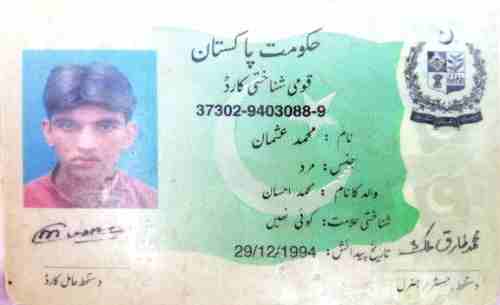 حکومت پاکستان
قومی شناختی کارڈ
37302-9403088-9
نام : محمد عثمان
جنس : مرد
والد کا نام : محمد احسان
شناختی علامت : کوئی نہیں
تاریخ پیدائش : 29/12/1994
محمد طارق ملک
دستخط حامل کارڈ
دستخط رجسٹرار جنرل